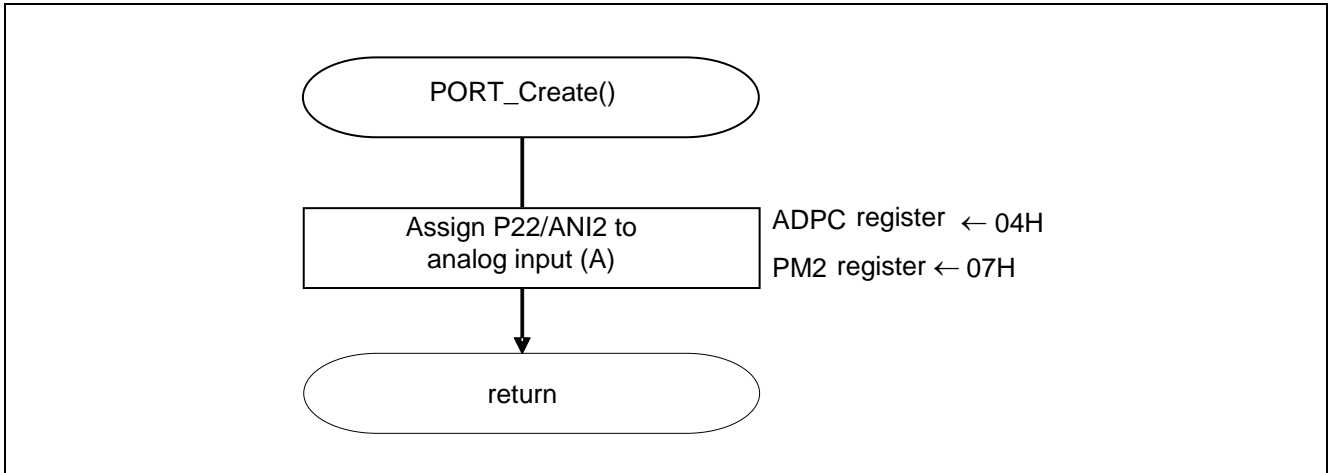 PORT_Create()
Assign P22/ANI2 to
analog input (A)
ADPC register ← 04H
PM2 register ← 07H
return